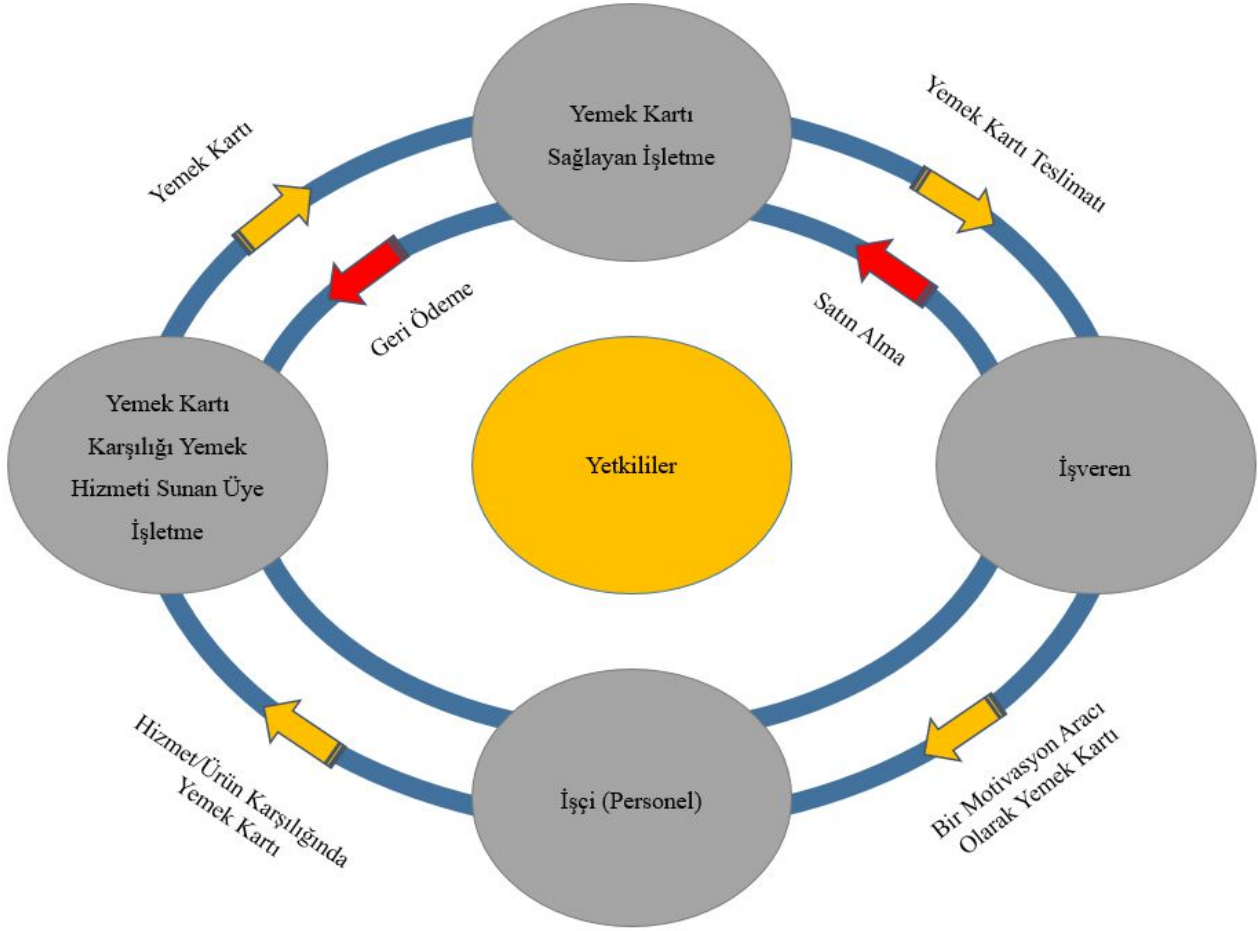 Yemek Kartı
Sağlayan İşletme
Yemek Kartı
Yemek Kartı Teslimatı
Geri Ödeme
Satın Alma
Yemek Kartı
Karşılığı Yemek
Hizmeti Sunan Üye
İşletme
Yetkililer
İşveren
Hizmet/Ürün Karşılığında
Yemek Kartı
İşçi (Personel)
Bir Motivasyon Aracı
Olarak Yemek Kartı